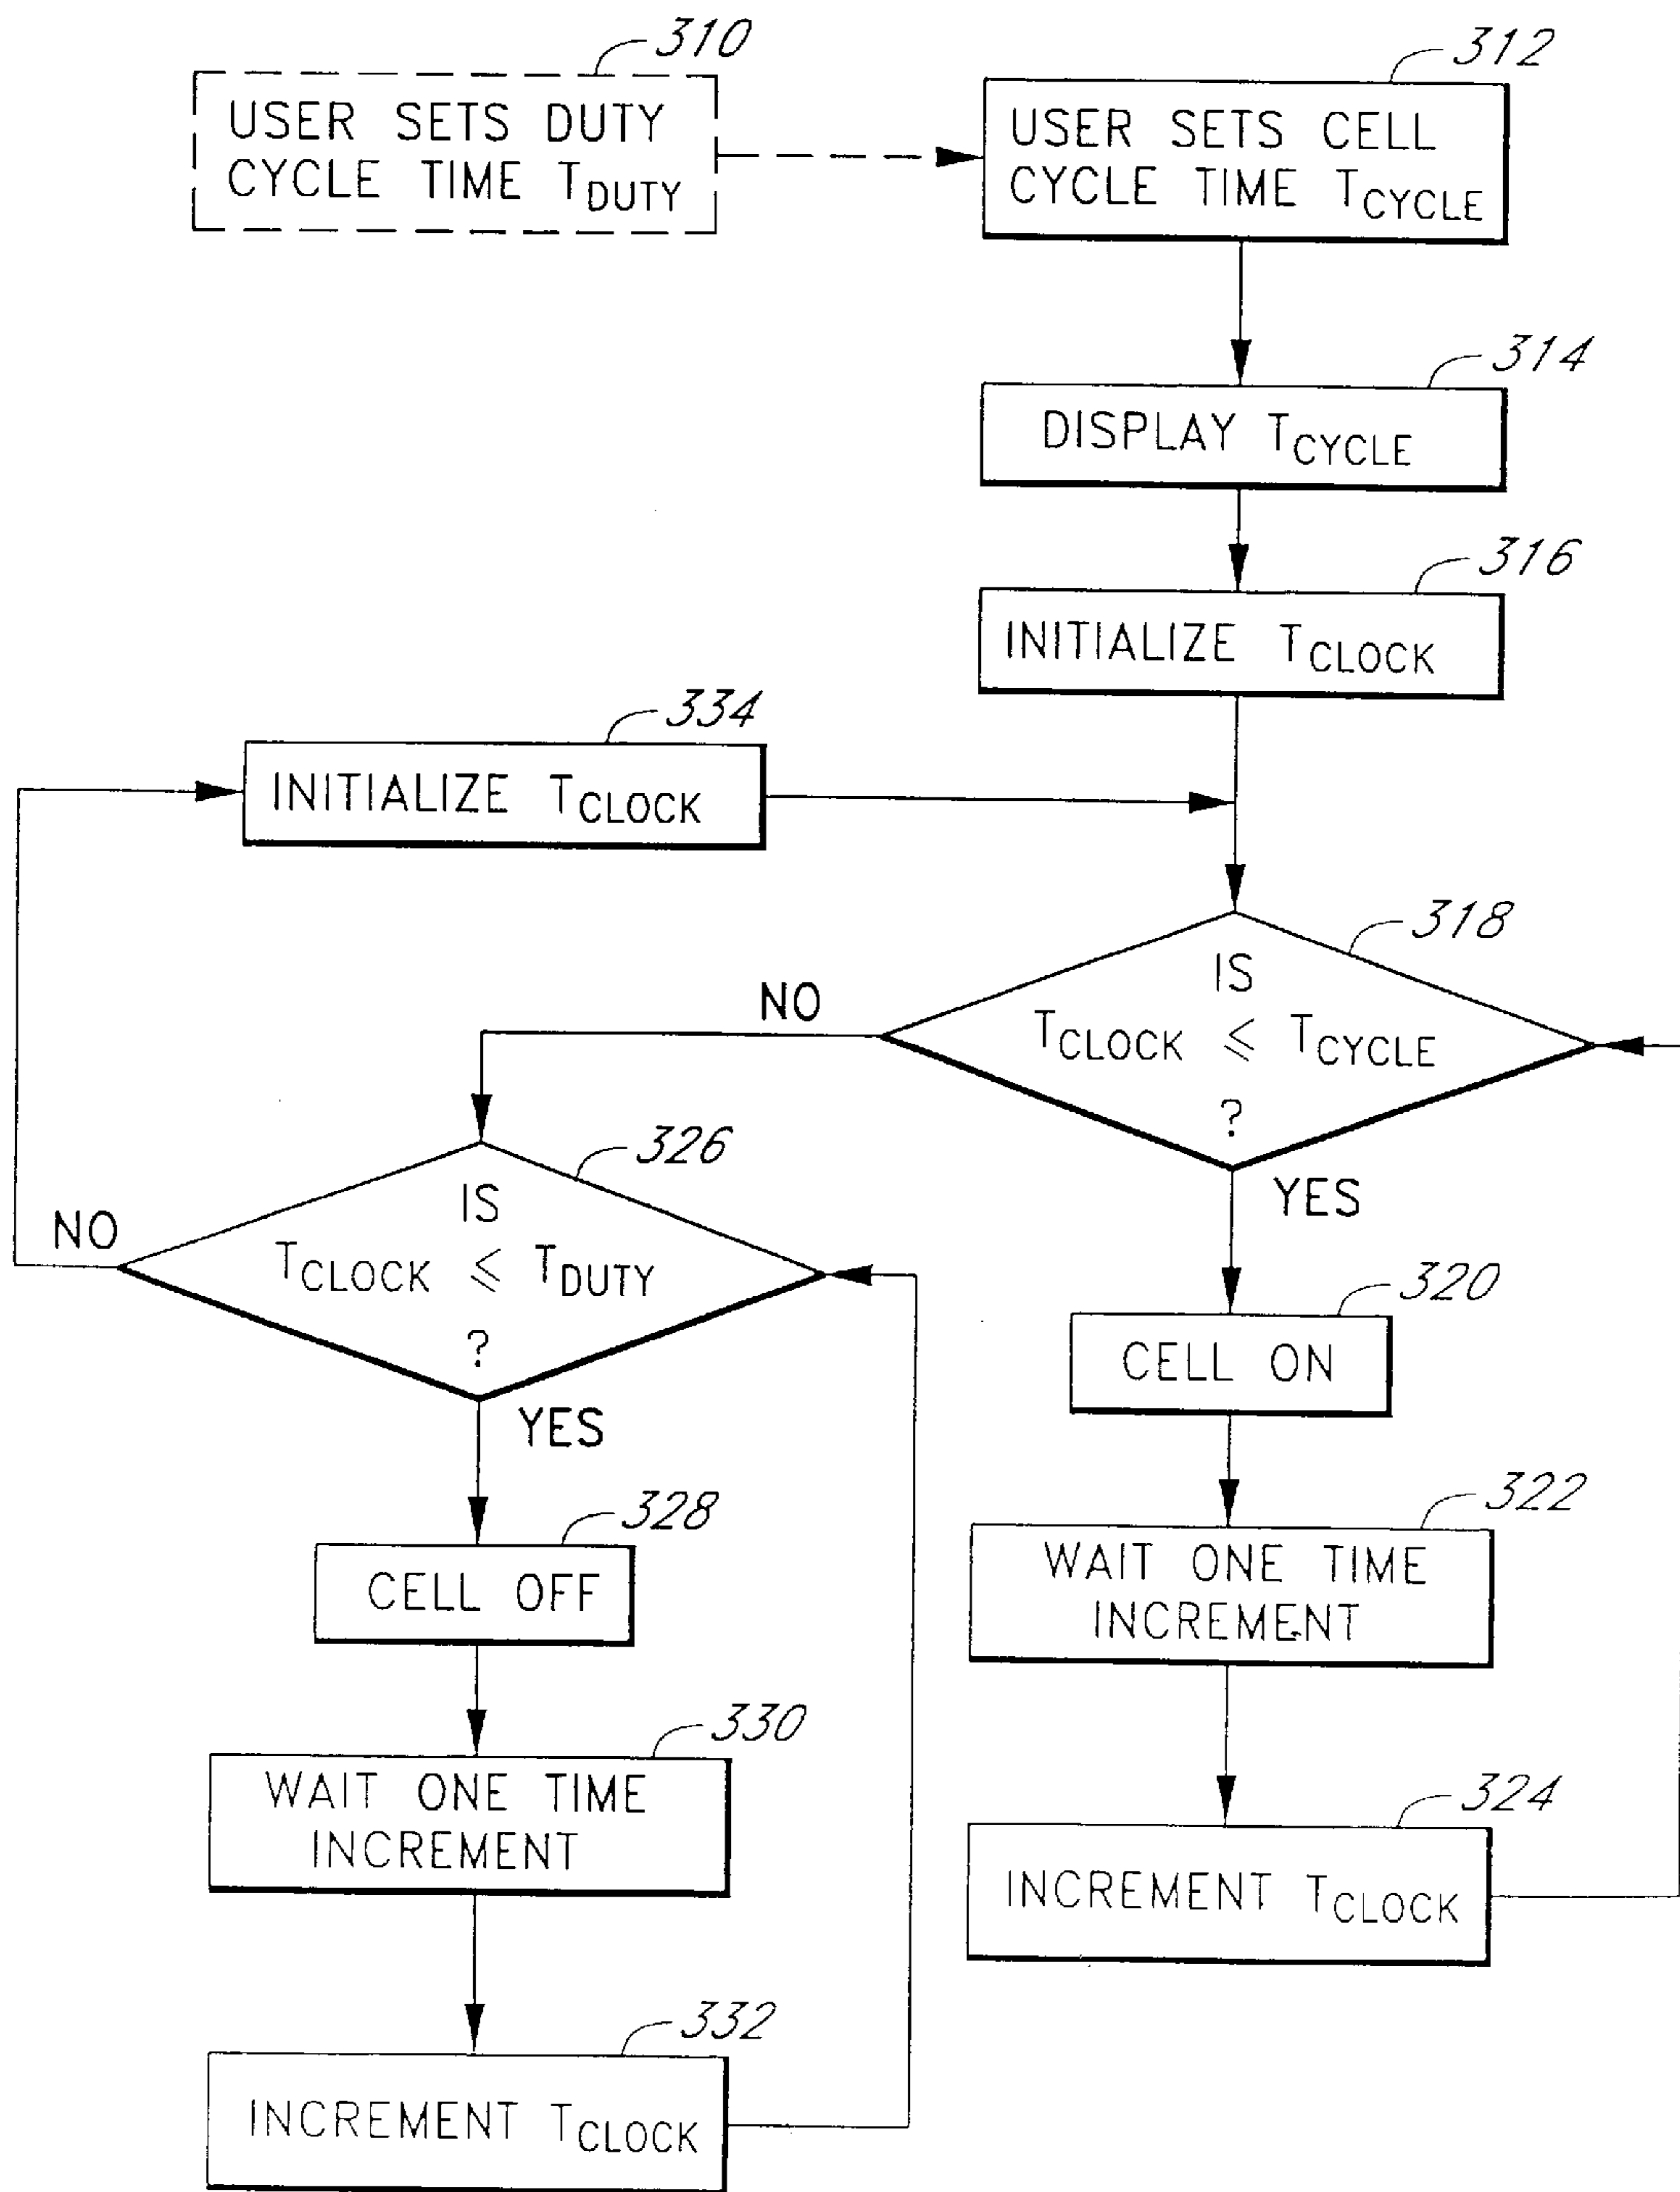 310
USER SETS DUTY
CYCLE TIME TDUTY
312
USER SETS CELL
CYCLE TIME TCYCLE
314
DISPLAY TCYCLE
316
INITIALIZE TCLOCK
334
INITIALIZE TCLOCK
318
IS
TCLOCK ≤ TCYCLE
?
NO
YES
326
IS
TCLOCK ≤ TDUTY
?
NO
YES
320
CELL ON
322
WAIT ONE TIME
INCREMENT
324
INCREMENT TCLOCK
328
CELL OFF
330
WAIT ONE TIME
INCREMENT
332
INCREMENT TCLOCK